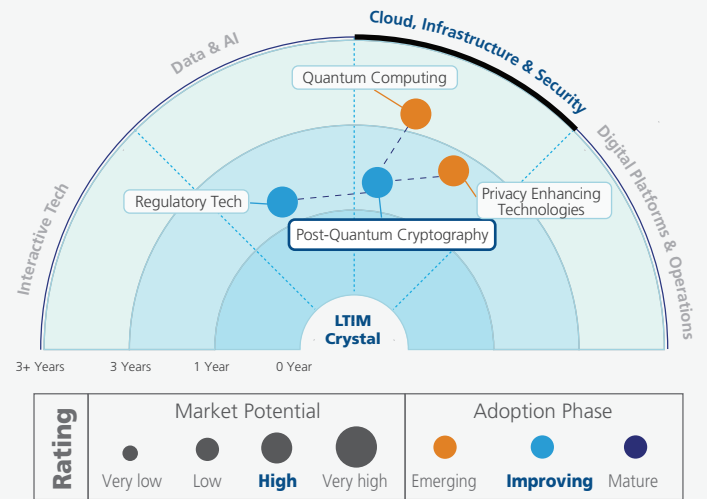 Cloud, Infrastructure & Security
Data & AI
Quantum Computing
Digital Platforms & Operations
Interactive Tech
Regulatory Tech
Privacy Enhancing
Technologies
Post-Quantum Cryptography
LTIM
Crystal
3+ Years
3 Years
1 Year
0 Year
Rating
Market Potential
Very low
Low
High
Very high
Adoption Phase
Emerging
Improving
Mature